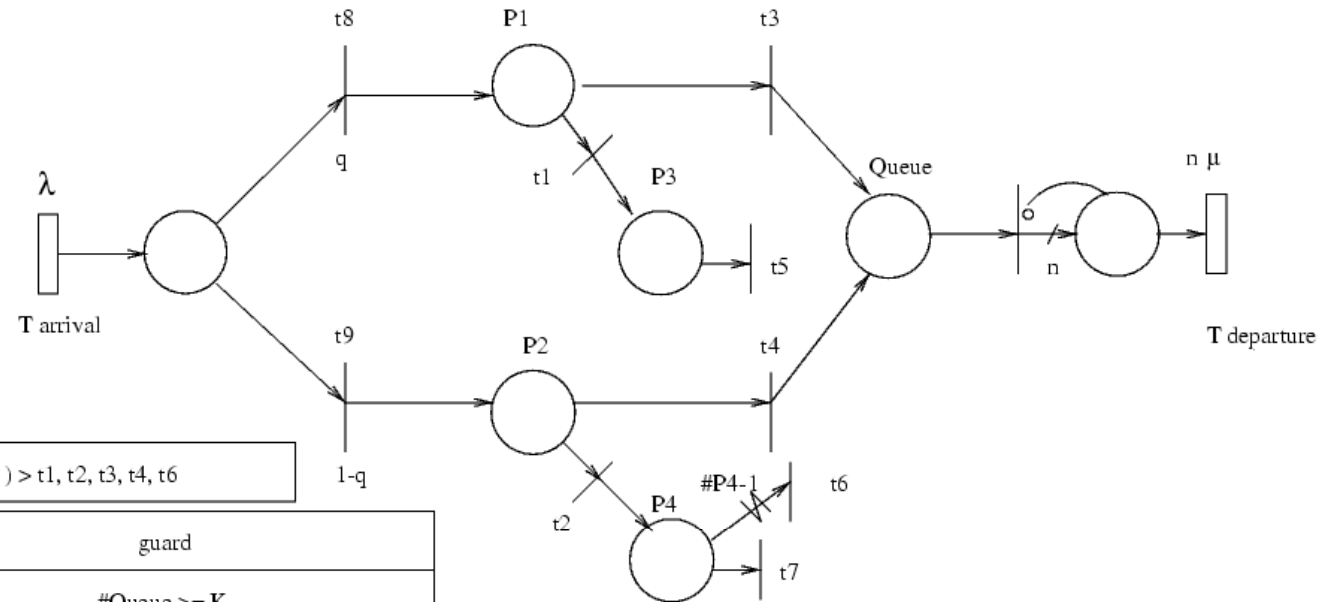 t8
P1
t3
q
t1
P3
Queue
n μ
λ
t5
n
T arrival
T departure
t9
P2
t4
1-q
) > t1, t2, t3, t4, t6
#P4-1
t6
t2
P4
guard
t7
#Queue >= K